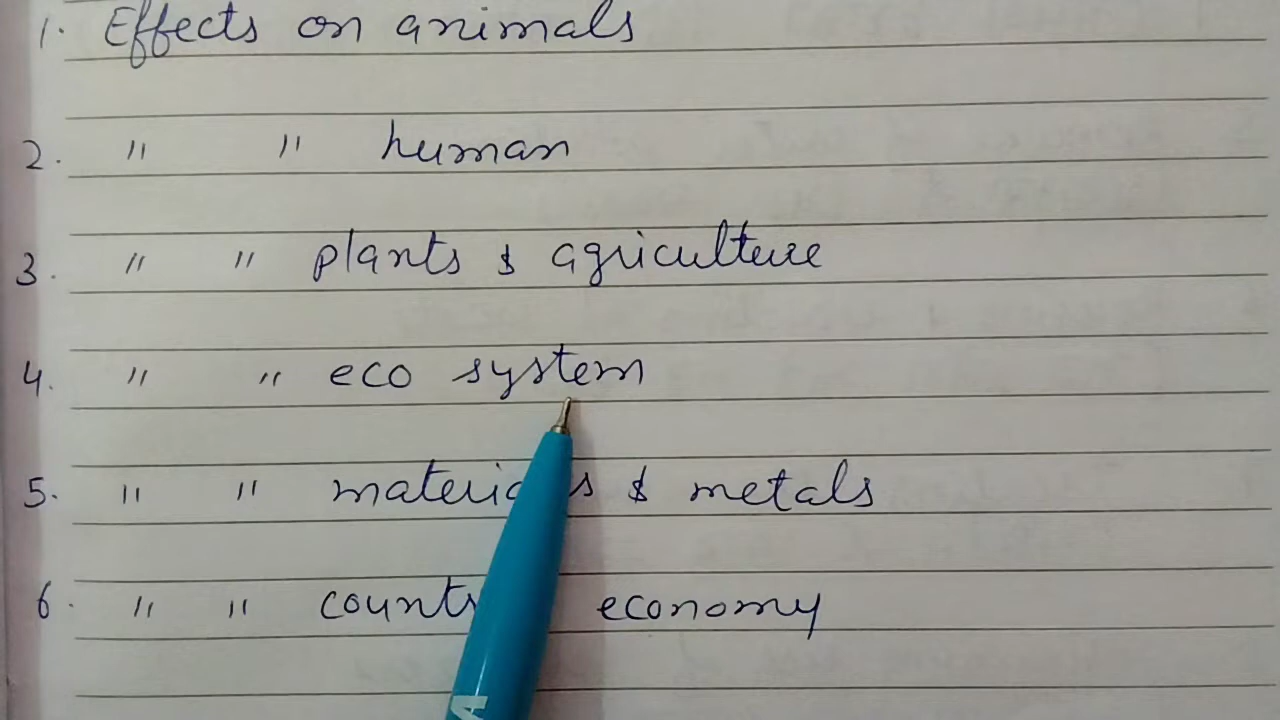 1. Effects on animals
2. " " human
3. " " plants & agriculture
4. " " eco system
5. " " & metals
6. " " economy